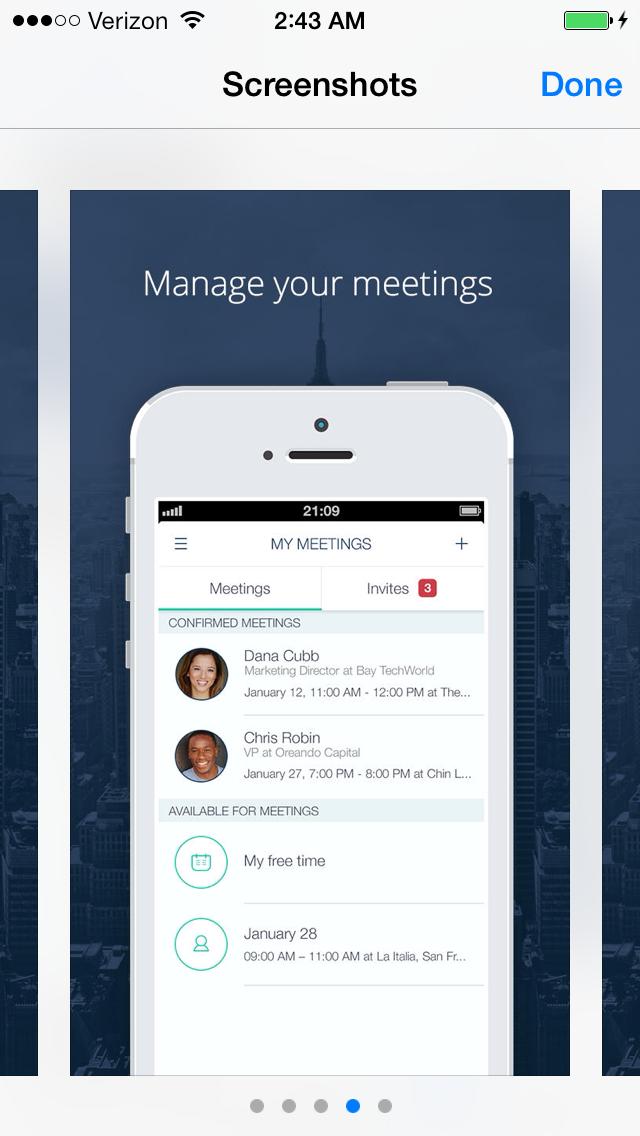 Verizon 2:43 AM
Screenshots Done
Manage your meetings
21:09
MY MEETINGS
Meetings Invites 3
CONFIRMED MEETINGS
Dana Cubb
Marketing Director at Bay TechWorld
January 12, 11:00 AM - 12:00 PM at The...
Chris Robin
VP at Oreando Capital
January 27, 7:00 PM - 8:00 PM at Chin L...
AVAILABLE FOR MEETINGS
My free time
January 28
09:00 AM – 11:00 AM at La Italia, San Fr...